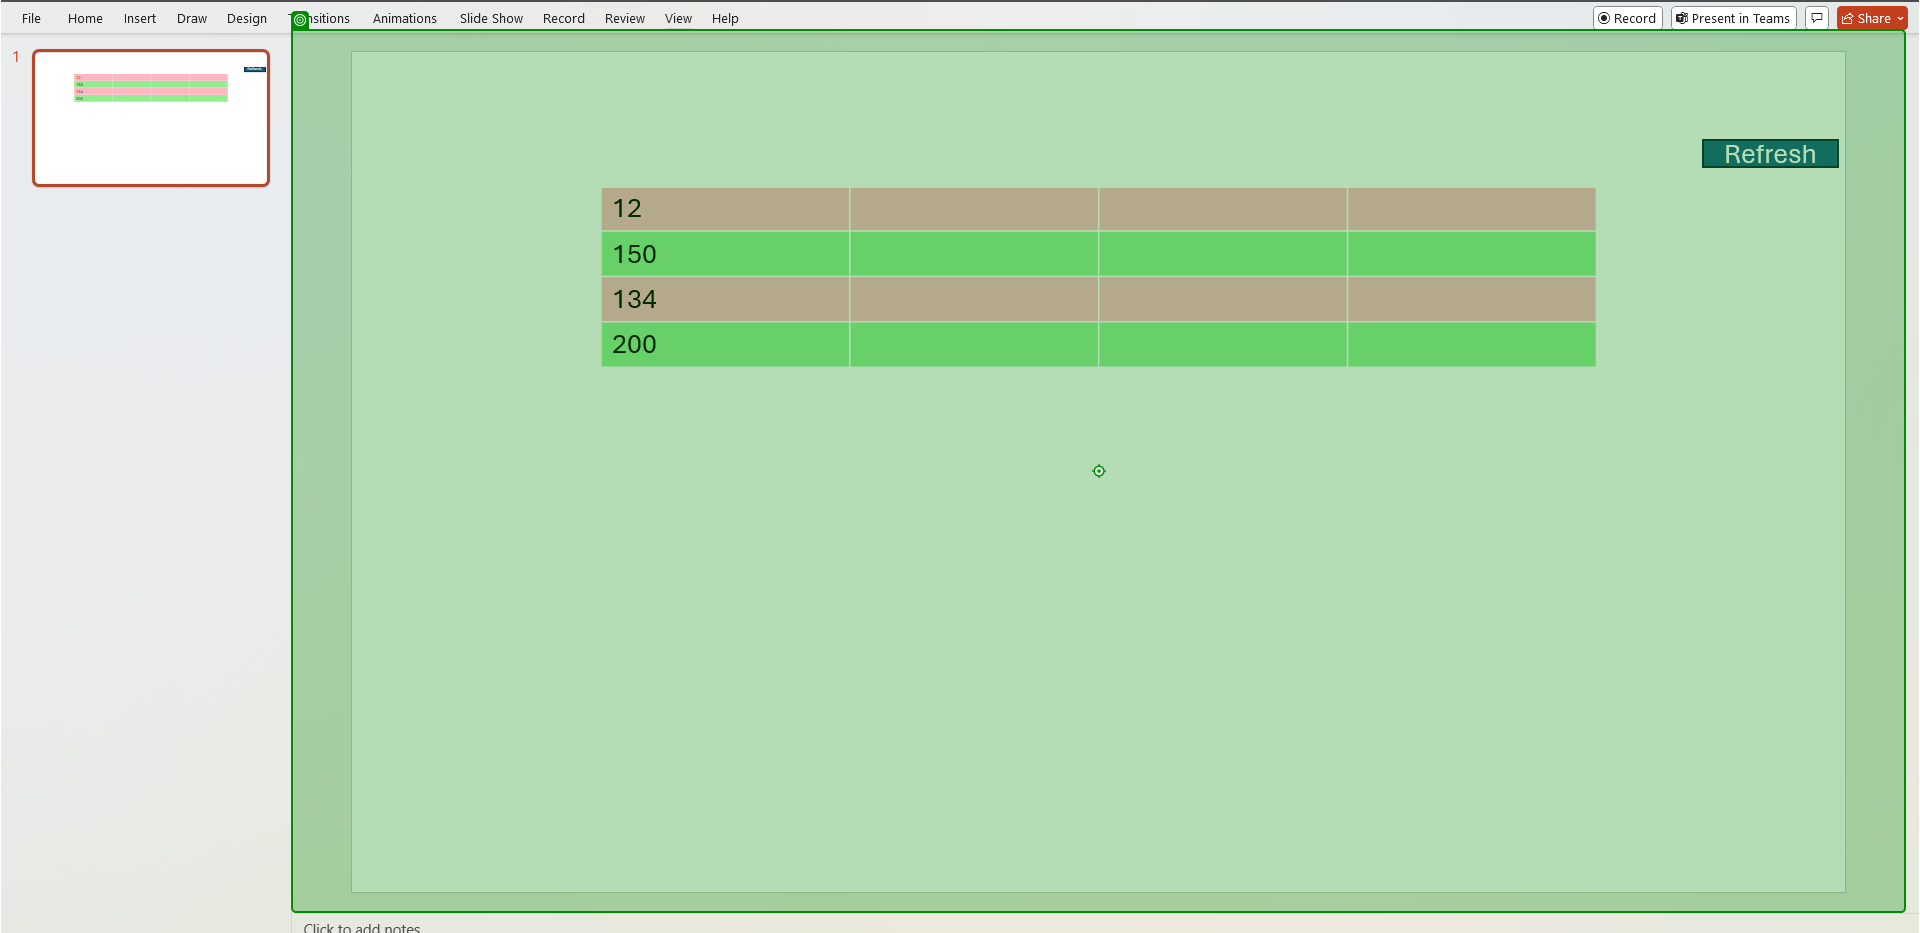 File Home Insert Draw Design nsitions Animations Slide Show Record Review View Help Record Present in Teams Share
1
Refresh
12
150
134
200
Click to add notes